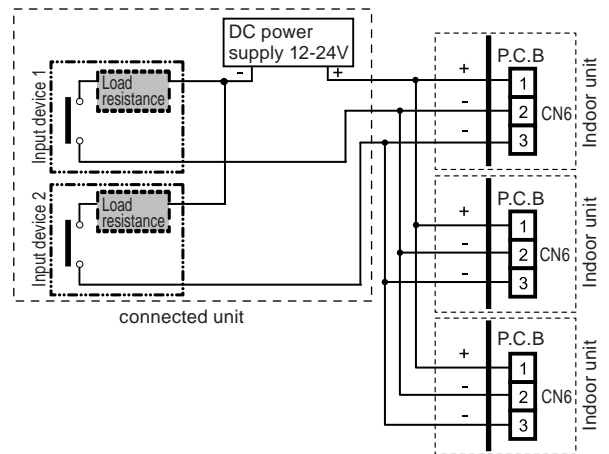 DC power
supply 12-24V
- +
Input device 1
Load
resistance
Input device 2
Load
resistance
connected unit
P.C.B
+ 1
- 2
- 3
CN6
Indoor unit
P.C.B
+ 1
- 2
- 3
CN6
Indoor unit
P.C.B
+ 1
- 2
- 3
CN6
Indoor unit